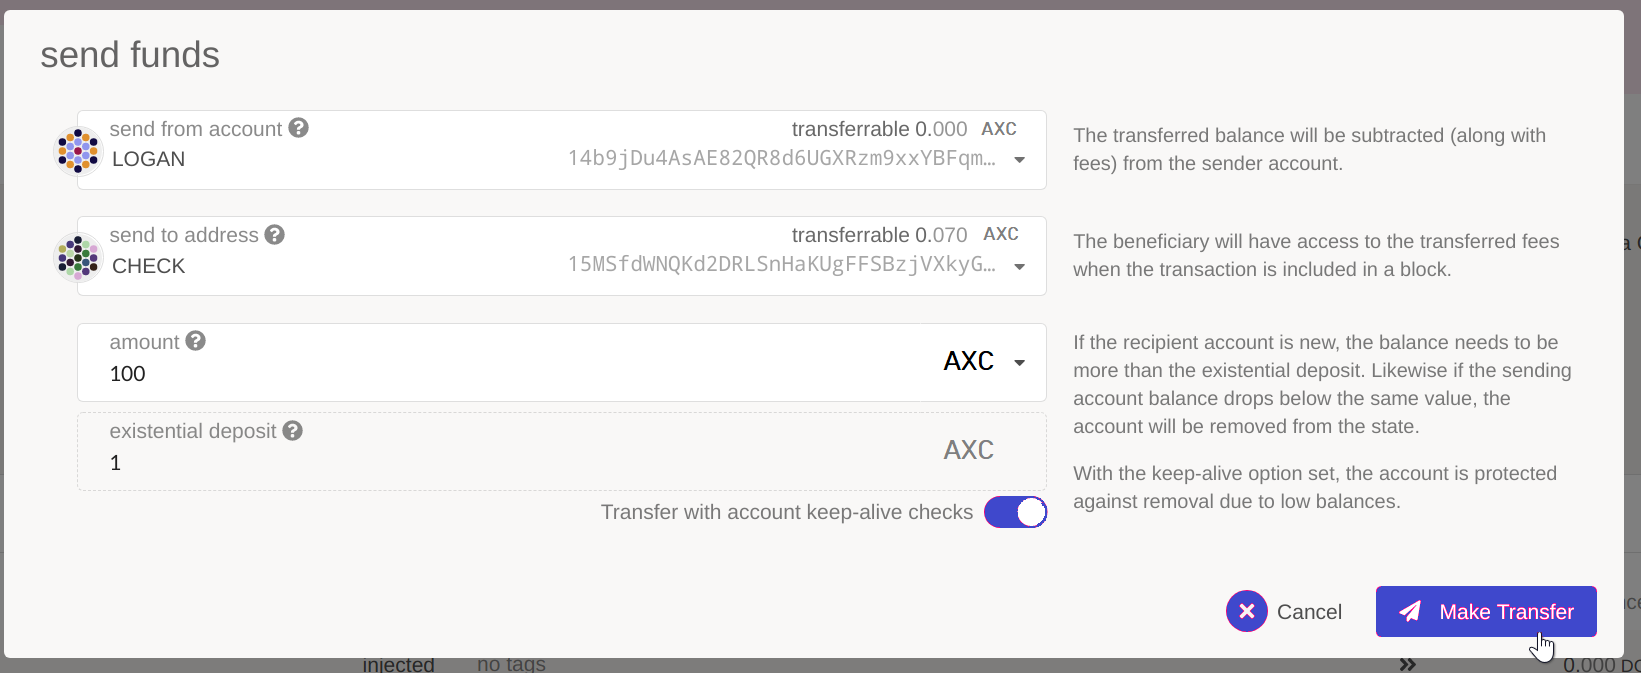 send funds
send from account
transferrable 0.000 AXC
LOGAN
14b9jDu4AsAE82QR8d6UGXRzm9xxYBFqm…
The transferred balance will be subtracted (along with
fees) from the sender account.
send to address
transferrable 0.070 AXC
CHECK
15MSfdWNQKd2DRLSnHaKUgFFSBzjVXkyG…
The beneficiary will have access to the transferred fees
when the transaction is included in a block.
amount
100
AXC
If the recipient account is new, the balance needs to be
more than the existential deposit. Likewise if the sending
account balance drops below the same value, the
account will be removed from the state.
existential deposit
1
AXC
With the keep-alive option set, the account is protected
against removal due to low balances.
Transfer with account keep-alive checks
Cancel
Make Transfer
injected
no tags
0.000